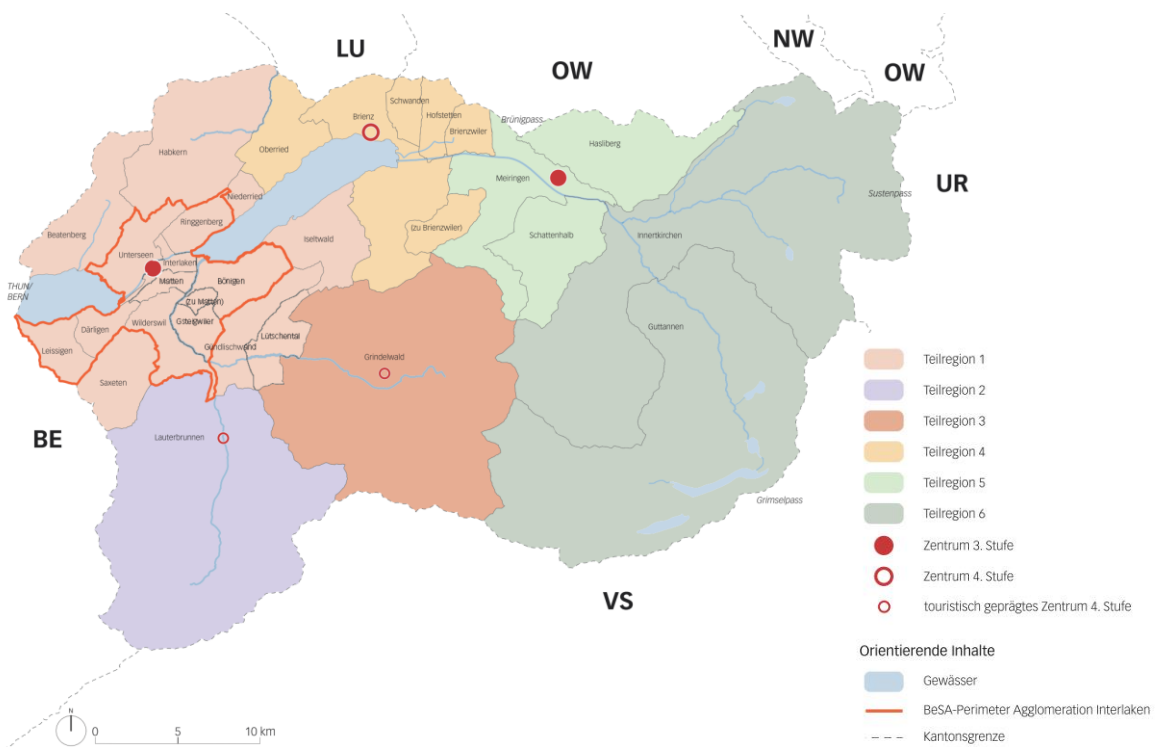 LU
OW
NW
OW
UR
BE
VS
THUN/
BERN
Brünigpass
Sustenpass
Grimselpass
Habkern
Beatenberg
Oberried
Brienz
Schwanden
Hofstetten
Brienzwiler
Hasliberg
Meiringen
Niederried
Ringgenberg
Iseltwald
(zu Brienzwiler)
Schattenhalb
Innertkirchen
Unterseen
Interlaken
Matten
Bönigen
(zu Matten)
Gsteigwiler
Därligen
Wilderswil
Leissigen
Gündlischwand
Lütschental
Saxeten
Grindelwald
Guttannen
Lauterbrunnen
Teilregion 1
Teilregion 2
Teilregion 3
Teilregion 4
Teilregion 5
Teilregion 6
Zentrum 3. Stufe
Zentrum 4. Stufe
touristisch geprägtes Zentrum 4. Stufe
Orientierende Inhalte
Gewässer
BeSA-Perimeter Agglomeration Interlaken
Kantonsgrenze
N
0 5 10 km